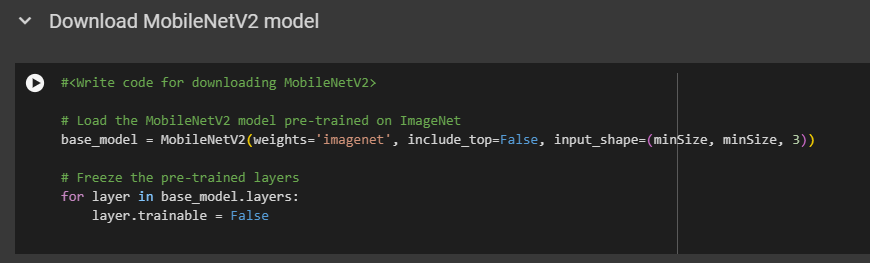 Download MobileNetV2 model
#<Write code for downloading MobileNetV2>
# Load the MobileNetV2 model pre-trained on ImageNet
base_model = MobileNetV2(weights='imagenet', include_top=False, input_shape=(minSize, minSize, 3))
# Freeze the pre-trained layers
for layer in base_model.layers:
    layer.trainable = False